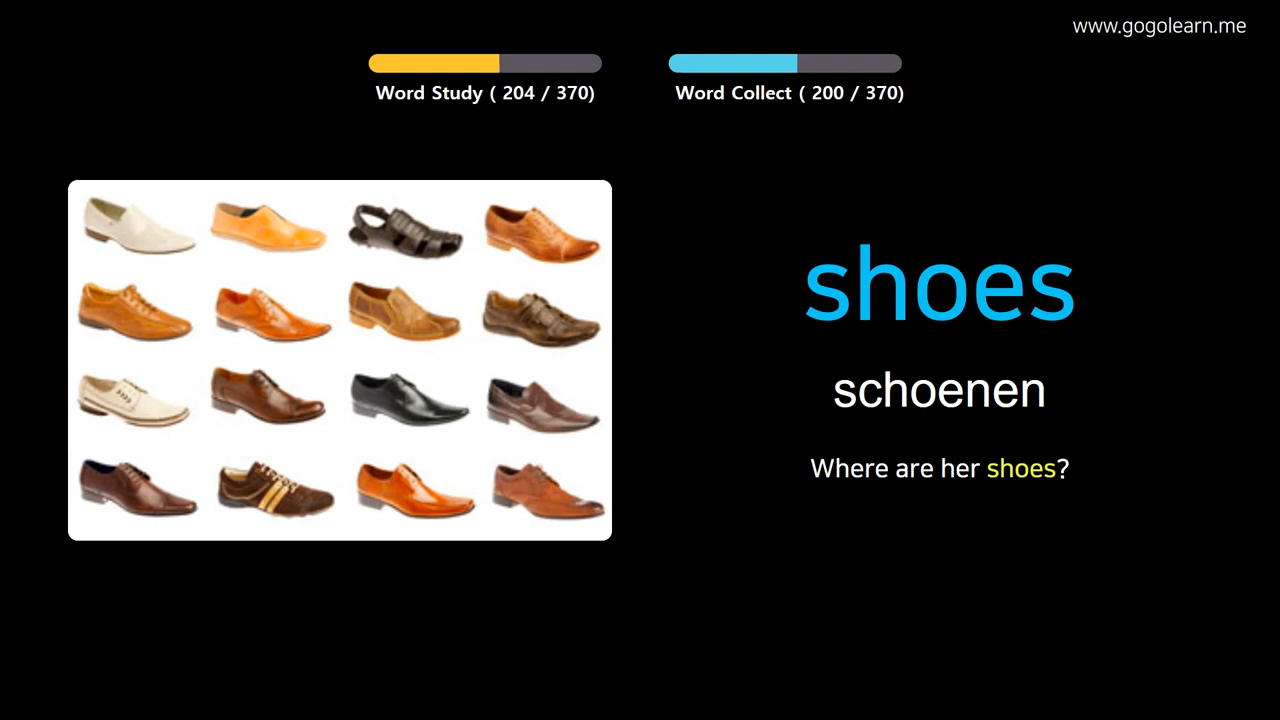 www.gogolearn.me
Word Study ( 204 / 370)
Word Collect ( 200 / 370)
shoes
schoenen
Where are her shoes?